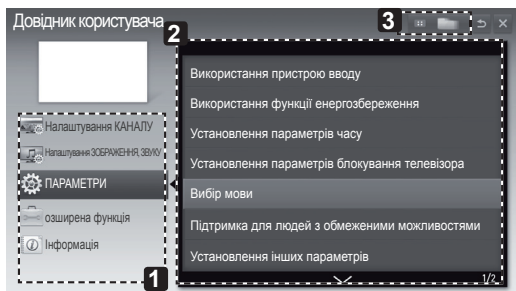 Довідник користувача
3
2
Налаштування КАНАЛУ
Налаштування ЗОБРАЖЕННЯ, ЗВУКУ
ПАРАМЕТРИ
озширена функція
Інформація
1
Використання пристрою вводу
Використання функції енергозбереження
Установлення параметрів часу
Установлення параметрів блокування телевізора
Вибір мови
Підтримка для людей з обмеженими можливостями
Установлення інших параметрів
1/2